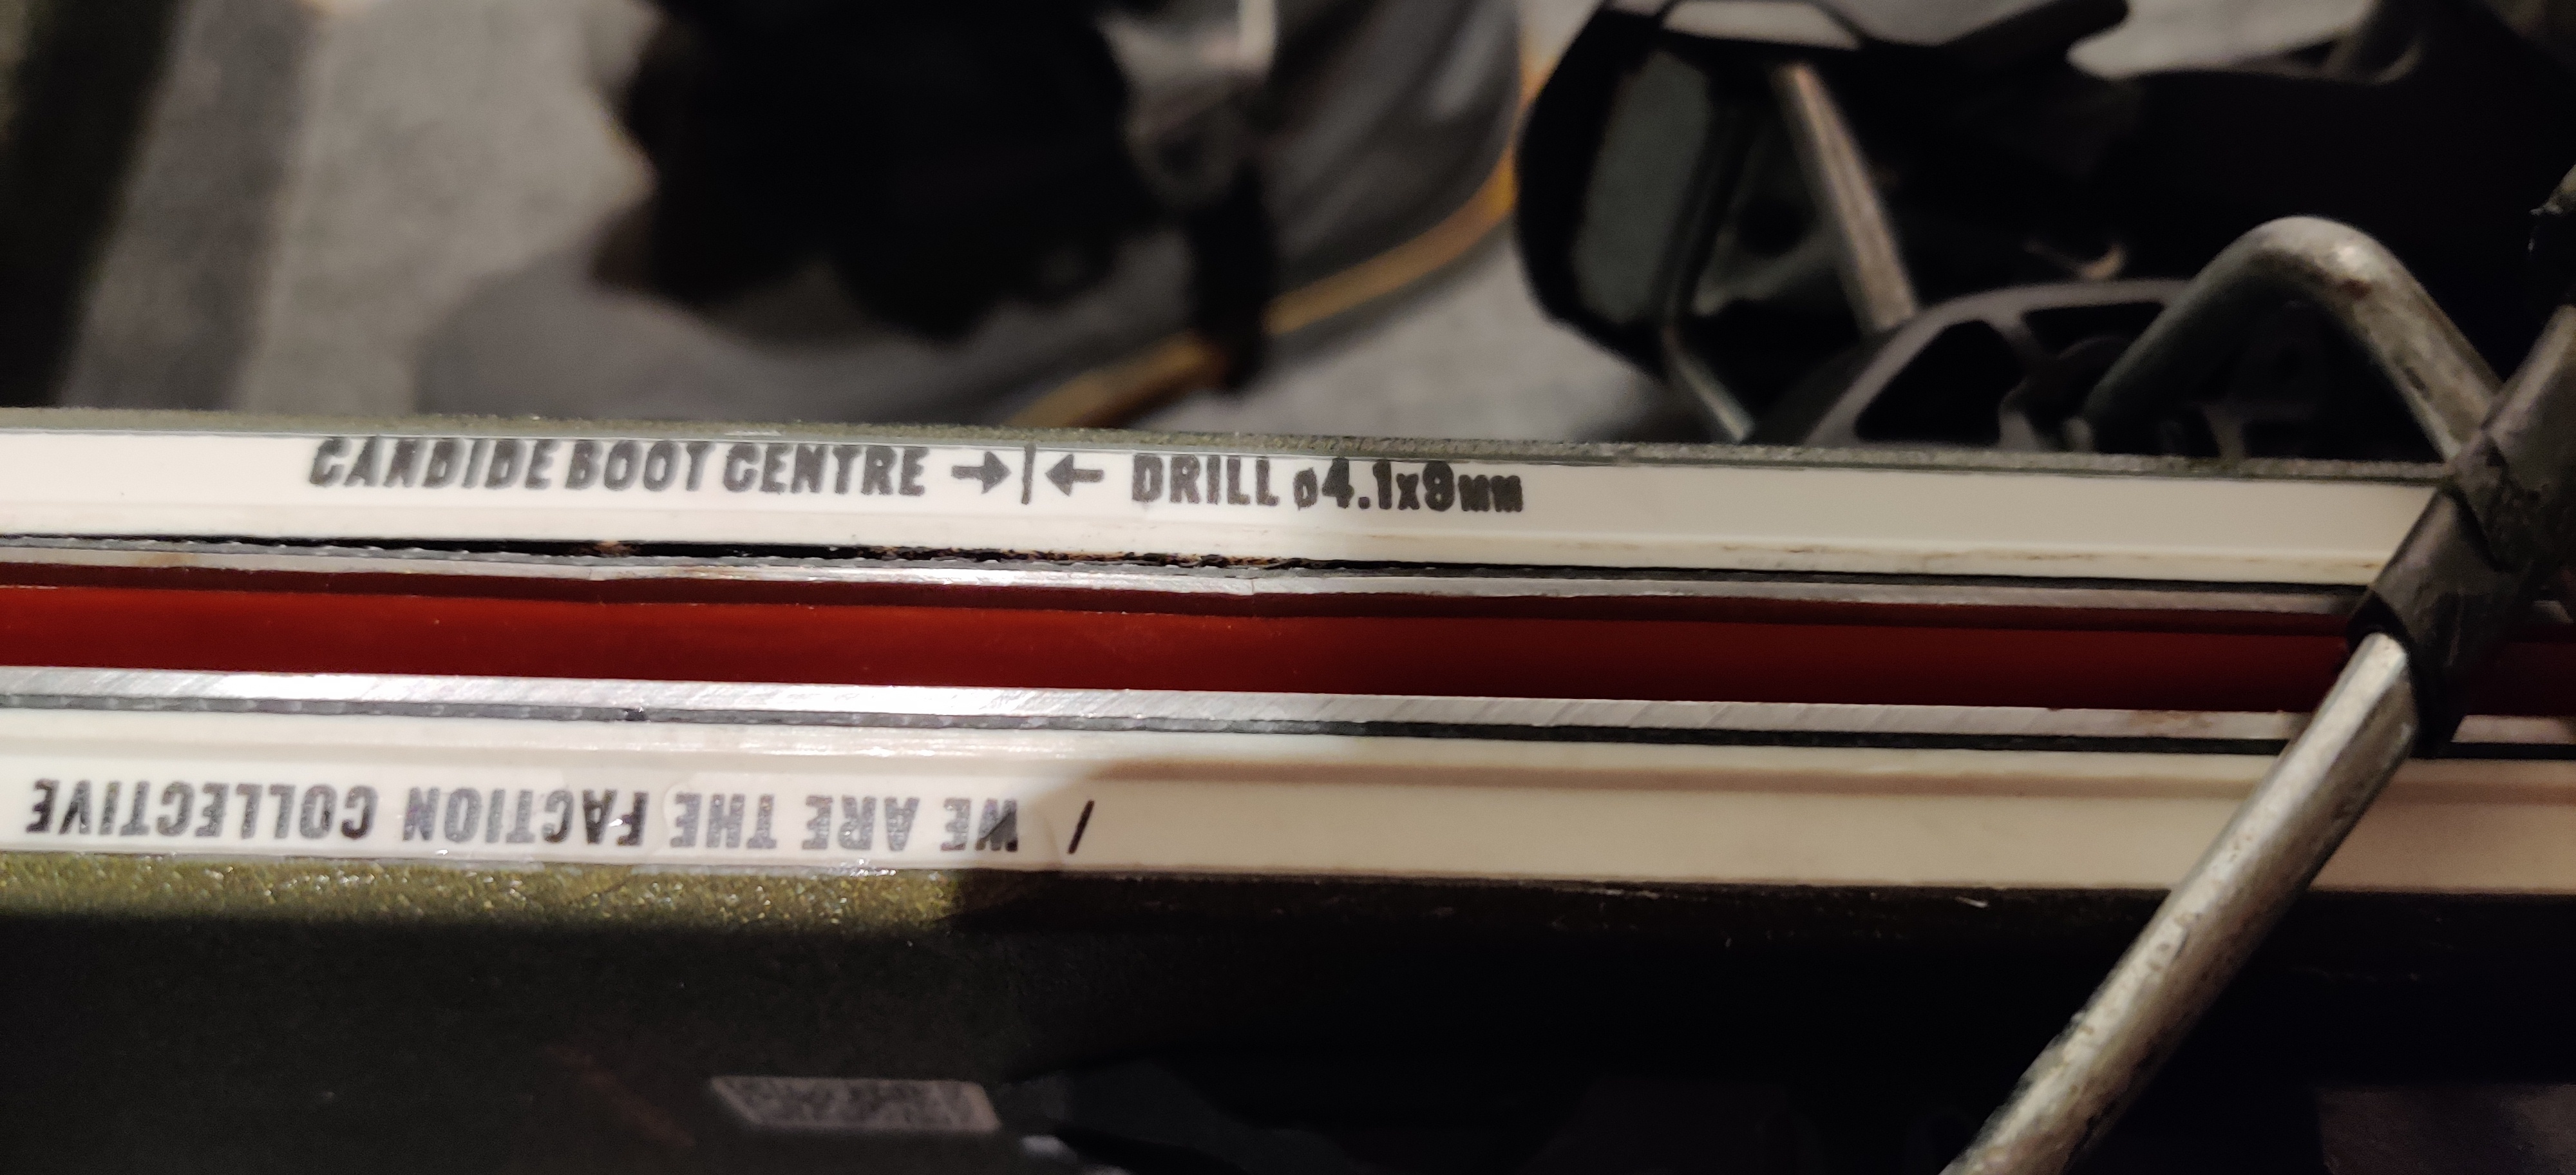 CANDIDE BOOT CENTRE →|← DRILL ø4.1x9MM
/ WE ARE THE FACTION COLLECTIVE